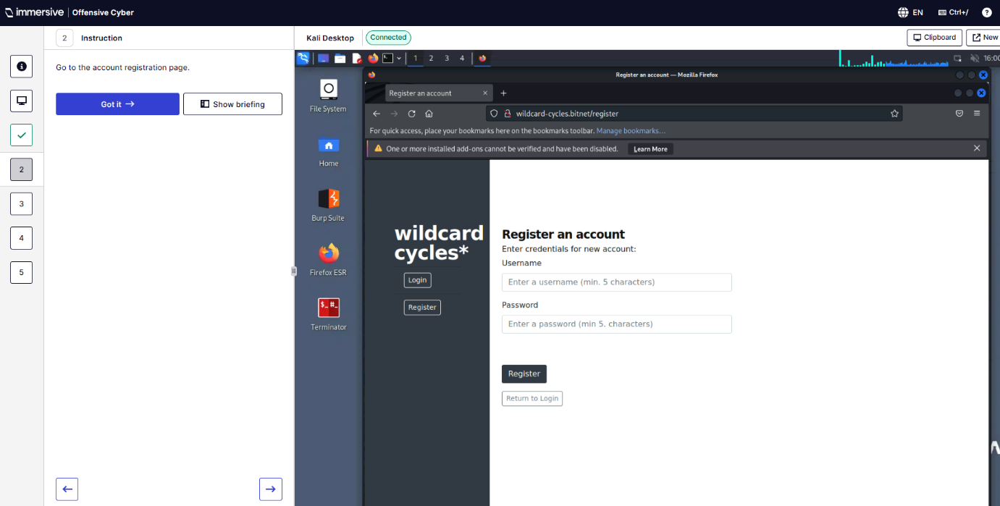 immersive | Offensive Cyber
EN
Ctrl+/
?
2 Instruction
Kali Desktop
Connected
Clipboard
New
Go to the account registration page.
Got it →
Show briefing
2
3
4
5
1 2 3 4
Register an account — Mozilla Firefox
Register an account
wildcard-cycles.bitnet/register
For quick access, place your bookmarks here on the bookmarks toolbar. Manage bookmarks…
One or more installed add-ons cannot be verified and have been disabled.
Learn More
File System
Home
Burp Suite
Firefox ESR
$_ #_
Terminator
wildcard
cycles*
Login
Register
Register an account
Enter credentials for new account:
Username
Enter a username (min. 5 characters)
Password
Enter a password (min 5. characters)
Register
Return to Login